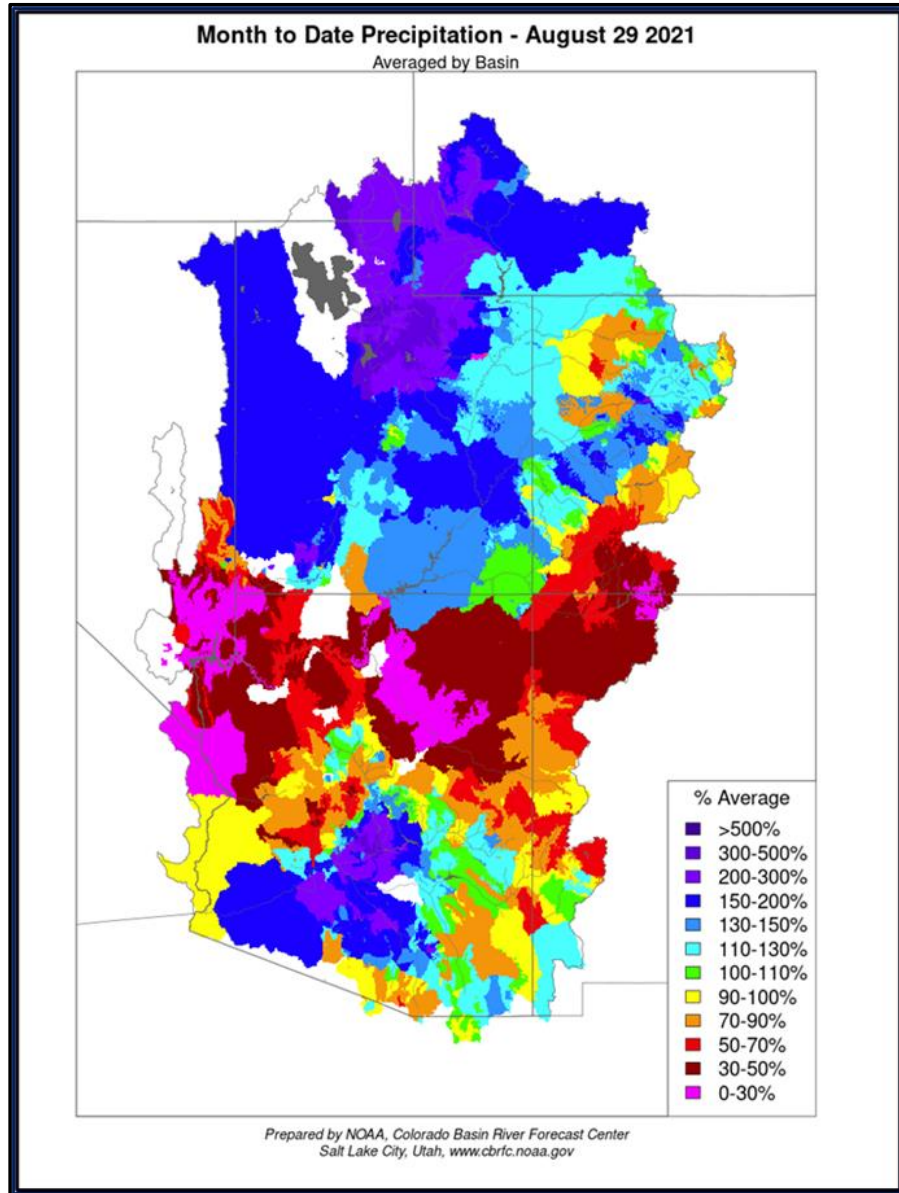 Month to Date Precipitation - August 29 2021
Averaged by Basin
% Average
>500%
300-500%
200-300%
150-200%
130-150%
110-130%
100-110%
90-100%
70-90%
50-70%
30-50%
0-30%
Prepared by NOAA, Colorado Basin River Forecast Center
Salt Lake City, Utah, www.cbrfc.noaa.gov